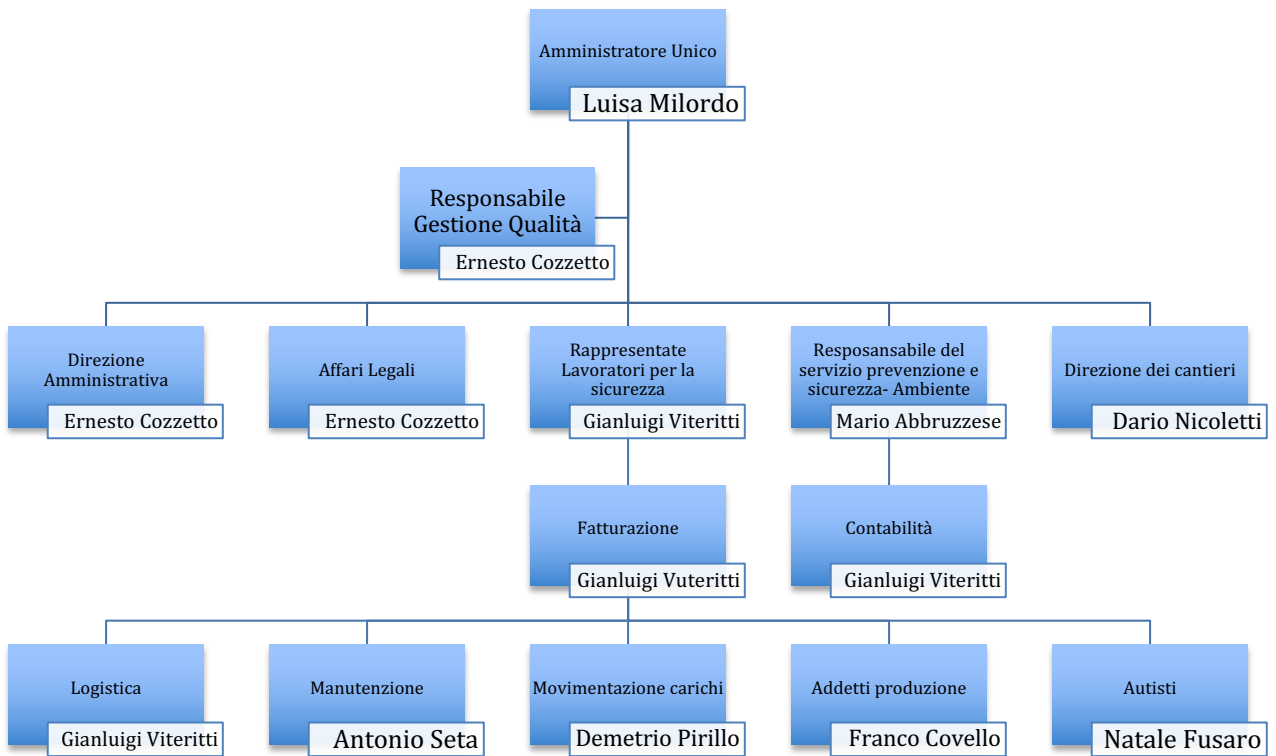 Amministratore Unico
Luisa Milordo
Responsabile
Gestione Qualità
Ernesto Cozzetto
Direzione
Amministrativa
Ernesto Cozzetto
Affari Legali
Ernesto Cozzetto
Rappresentate
Lavoratori per la
sicurezza
Gianluigi Viteritti
Resposansabile del
servizio prevenzione e
sicurezza- Ambiente
Mario Abbruzzese
Direzione dei cantieri
Dario Nicoletti
Fatturazione
Gianluigi Vuteritti
Contabilità
Gianluigi Viteritti
Logistica
Gianluigi Viteritti
Manutenzione
Antonio Seta
Movimentazione carichi
Demetrio Pirillo
Addetti produzione
Franco Covello
Autisti
Natale Fusaro